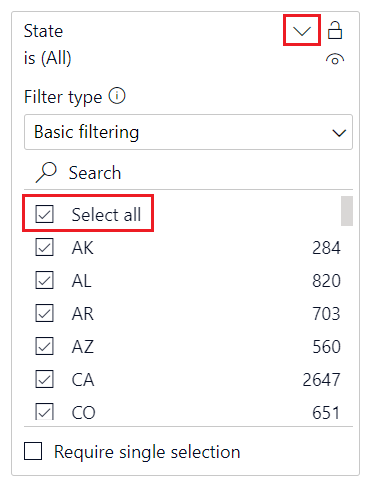 State
is (All)
Filter type
Basic filtering
Search
Select all
AK 284
AL 820
AR 703
AZ 560
CA 2647
CO 651
Require single selection